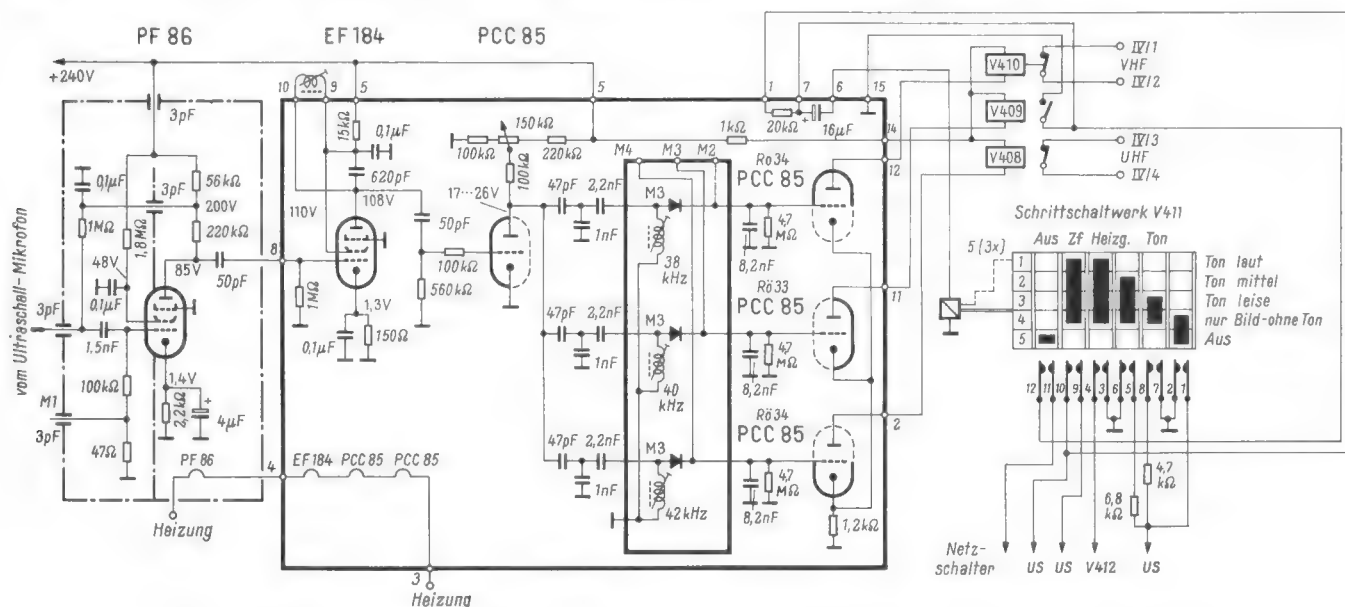 PF 86
EF 184
PCC 85
+240V
3pF
10
9
5
5
1
7
6
15
V410
IV/1
VHF
IV/2
V409
V408
IV/3
UHF
IV/4
15kΩ
0,1µF
620pF
110V
108V
100kΩ
150kΩ
220kΩ
100kΩ
17...26V
1kΩ
20kΩ
+
16µF
14
12
M4
M3
M2
Rö34
PCC 85
0,1µF
3pF
56kΩ
200V
1MΩ
1,8MΩ
220kΩ
48V
85V
0,1µF
50pF
8
1MΩ
50pF
100kΩ
560kΩ
1,3V
0,1µF
150Ω
47pF
2,2nF
1nF
M3
38
kHz
8,2nF
4,7
MΩ
Schrittschaltwerk V411
5 (3x)
Aus Zf Heizg. Ton
1 Ton laut
2 Ton mittel
3 Ton leise
4 nur Bild-ohne Ton
5 Aus
vom Ultraschall-Mikrofon
3pF
1,5nF
100kΩ
1,4V
2,2kΩ
+
4µF
M1
3pF
47Ω
47pF
2,2nF
1nF
M3
40
kHz
Rö33
PCC 85
8,2nF
4,7
MΩ
11
12 11 10 9 4 3 6 5 8 7 2 1
47pF
2,2nF
1nF
M3
42kHz
Rö34
PCC 85
8,2nF
4,7
MΩ
2
1,2kΩ
PF 86
4
EF184
PCC 85
PCC 85
Heizung
3
Heizung
6,8
kΩ
4,7
kΩ
Netz-
schalter
US
US
V412
US